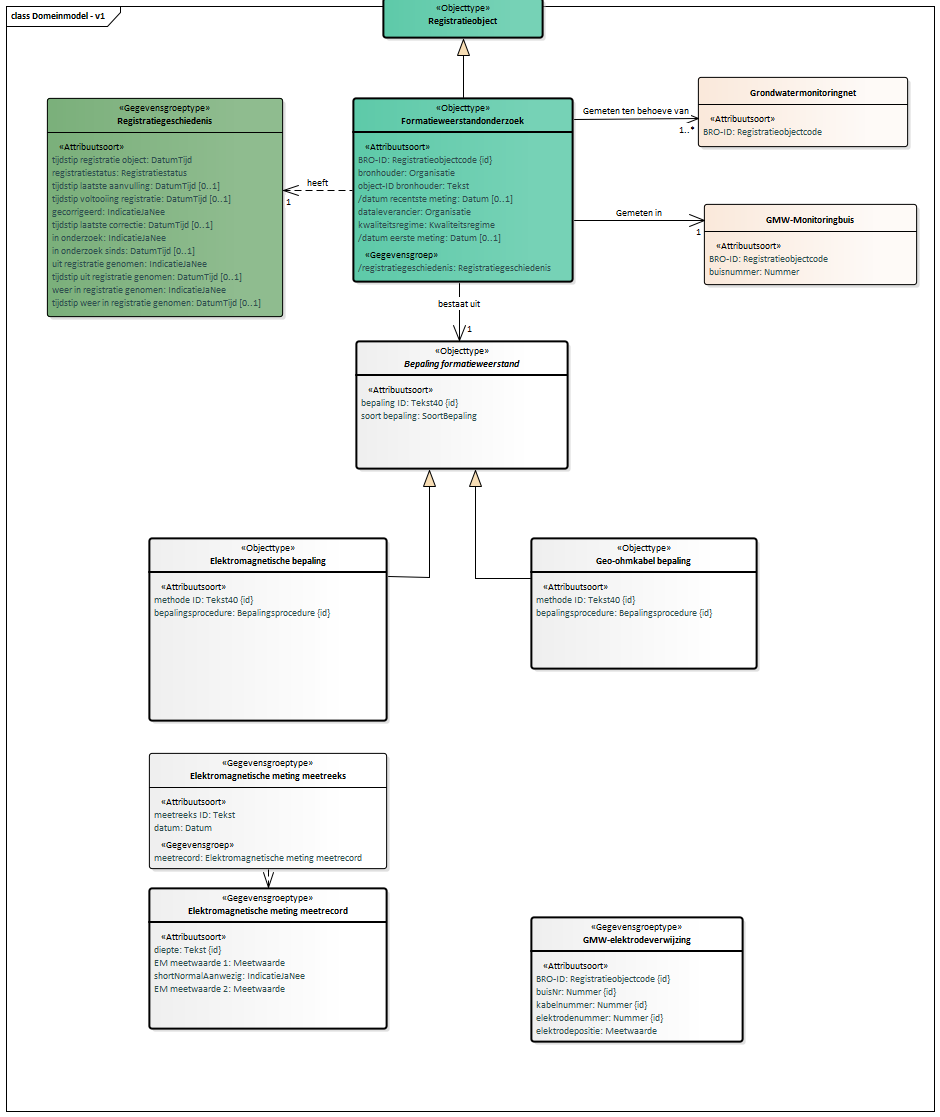 class Domeinmodel - v1
«Objecttype»
Registratieobject
«Gegevensgroeptype»
Registratiegeschiedenis
«Attribuutsoort»
tijdstip registratie object: DatumTijd
registratiestatus: Registratiestatus
tijdstip laatste aanvulling: DatumTijd [0..1]
tijdstip voltooiing registratie: DatumTijd [0..1]
gecorrigeerd: IndicatieJaNee
tijdstip laatste correctie: DatumTijd [0..1]
in onderzoek: IndicatieJaNee
in onderzoek sinds: DatumTijd [0..1]
uit registratie genomen: IndicatieJaNee
tijdstip uit registratie genomen: DatumTijd [0..1]
weer in registratie genomen: IndicatieJaNee
tijdstip weer in registratie genomen: DatumTijd [0..1]
heeft
1
«Objecttype»
Formatieweerstandonderzoek
«Attribuutsoort»
BRO-ID: Registratieobjectcode {id}
bronhouder: Organisatie
object-ID bronhouder: Tekst
/datum recentste meting: Datum [0..1]
dataleverancier: Organisatie
kwaliteitsregime: Kwaliteitsregime
/datum eerste meting: Datum [0..1]
«Gegevensgroep»
/registratiegeschiedenis: Registratiegeschiedenis
Gemeten ten behoeve van
1..*
Grondwatermonitoringnet
«Attribuutsoort»
BRO-ID: Registratieobjectcode
Gemeten in
1
GMW-Monitoringbuis
«Attribuutsoort»
BRO-ID: Registratieobjectcode
buisnummer: Nummer
bestaat uit
1
«Objecttype»
Bepaling formatieweerstand
«Attribuutsoort»
bepaling ID: Tekst40 {id}
soort bepaling: SoortBepaling
«Objecttype»
Elektromagnetische bepaling
«Attribuutsoort»
methode ID: Tekst40 {id}
bepalingsprocedure: Bepalingsprocedure {id}
«Objecttype»
Geo-ohmkabel bepaling
«Attribuutsoort»
methode ID: Tekst40 {id}
bepalingsprocedure: Bepalingsprocedure {id}
«Gegevensgroeptype»
Elektromagnetische meting meetreeks
«Attribuutsoort»
meetreeks ID: Tekst
datum: Datum
«Gegevensgroep»
meetrecord: Elektromagnetische meting meetrecord
«Gegevensgroeptype»
Elektromagnetische meting meetrecord
«Attribuutsoort»
diepte: Tekst {id}
EM meetwaarde 1: Meetwaarde
shortNormalAanwezig: IndicatieJaNee
EM meetwaarde 2: Meetwaarde
«Gegevensgroeptype»
GMW-elektrodeverwijzing
«Attribuutsoort»
BRO-ID: Registratieobjectcode {id}
buisNr: Nummer {id}
kabelnummer: Nummer {id}
elektrodenummer: Nummer {id}
elektrodepositie: Meetwaarde